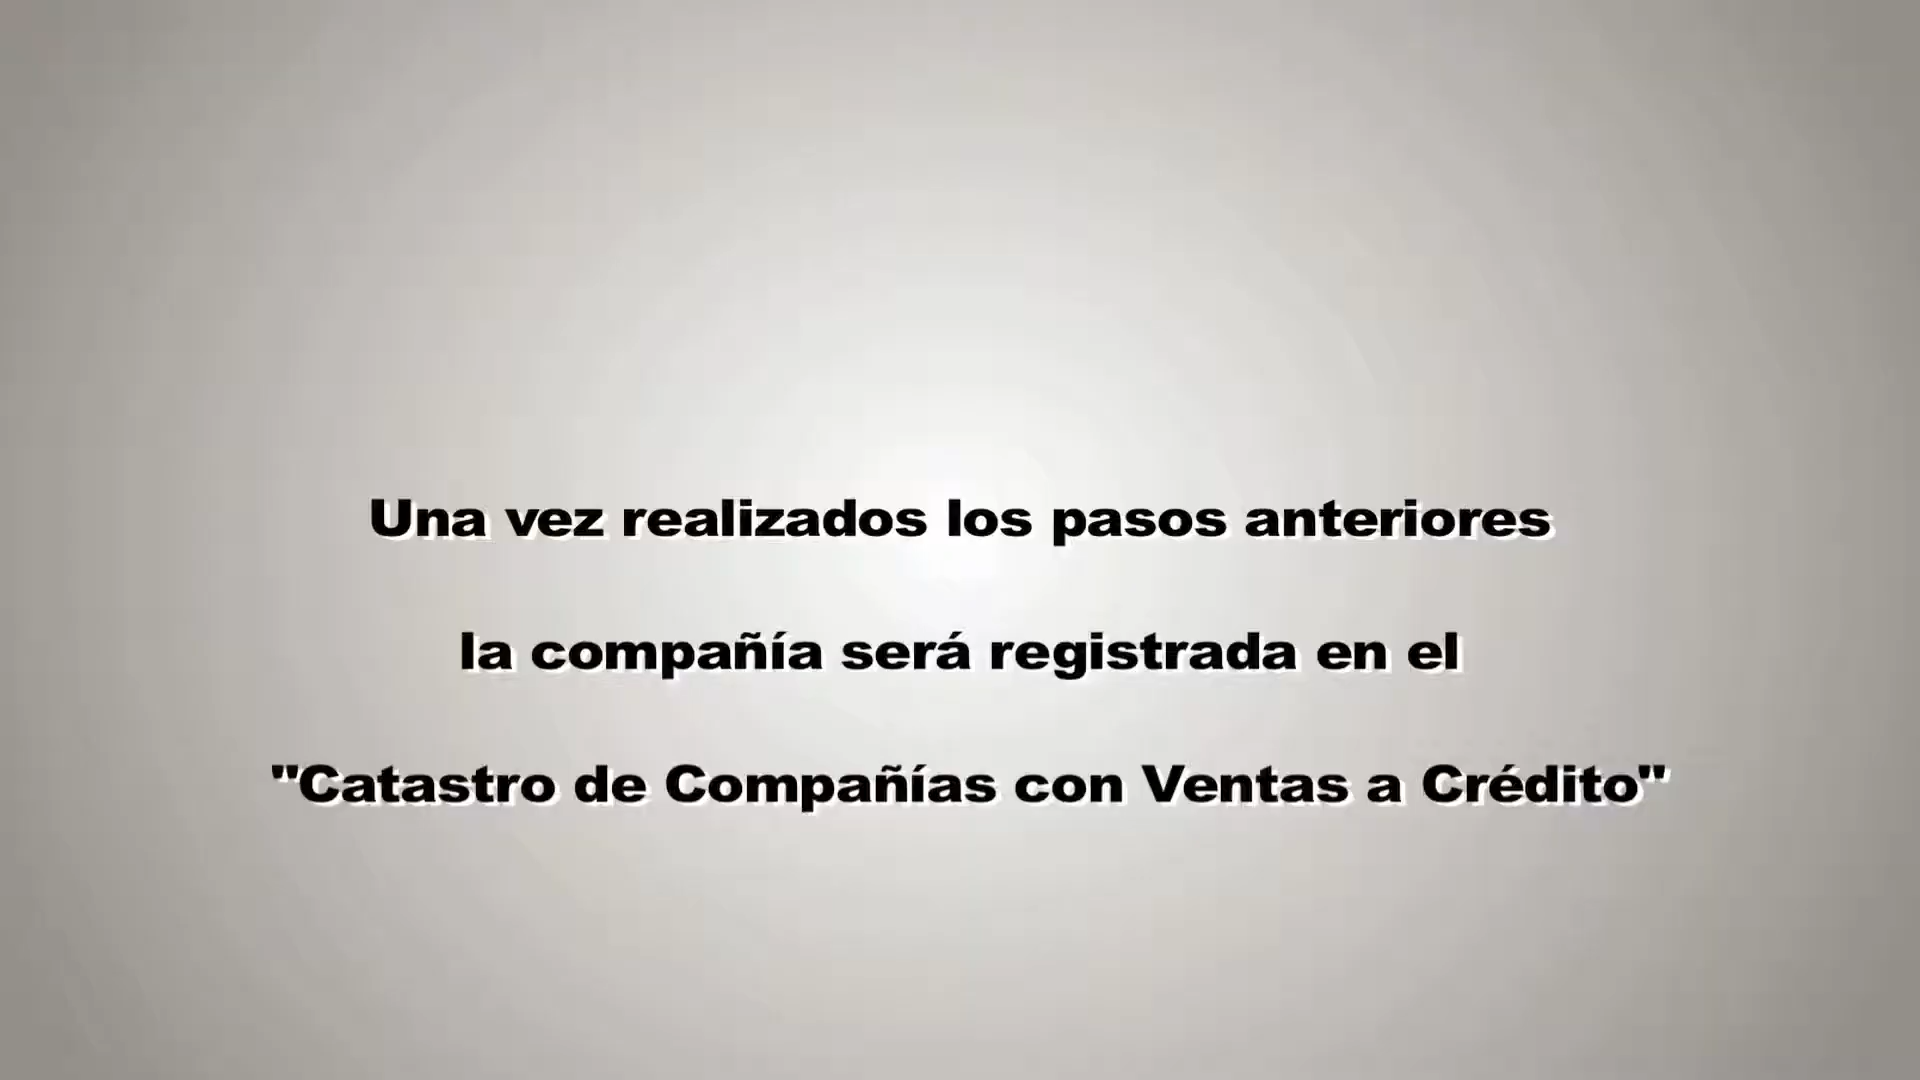 Una vez realizados los pasos anteriores
la compañía será registrada en el
"Catastro de Compañías con Ventas a Crédito"